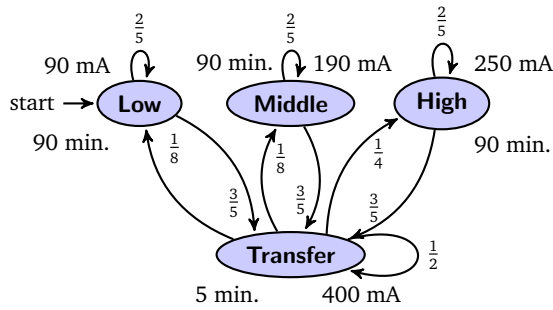 2/5 2/5 2/5
90 mA 90 min. 190 mA 250 mA
start Low Middle High
90 min. 90 min.
1/8 1/8 1/4
3/5 3/5 3/5
Transfer 1/2
5 min. 400 mA